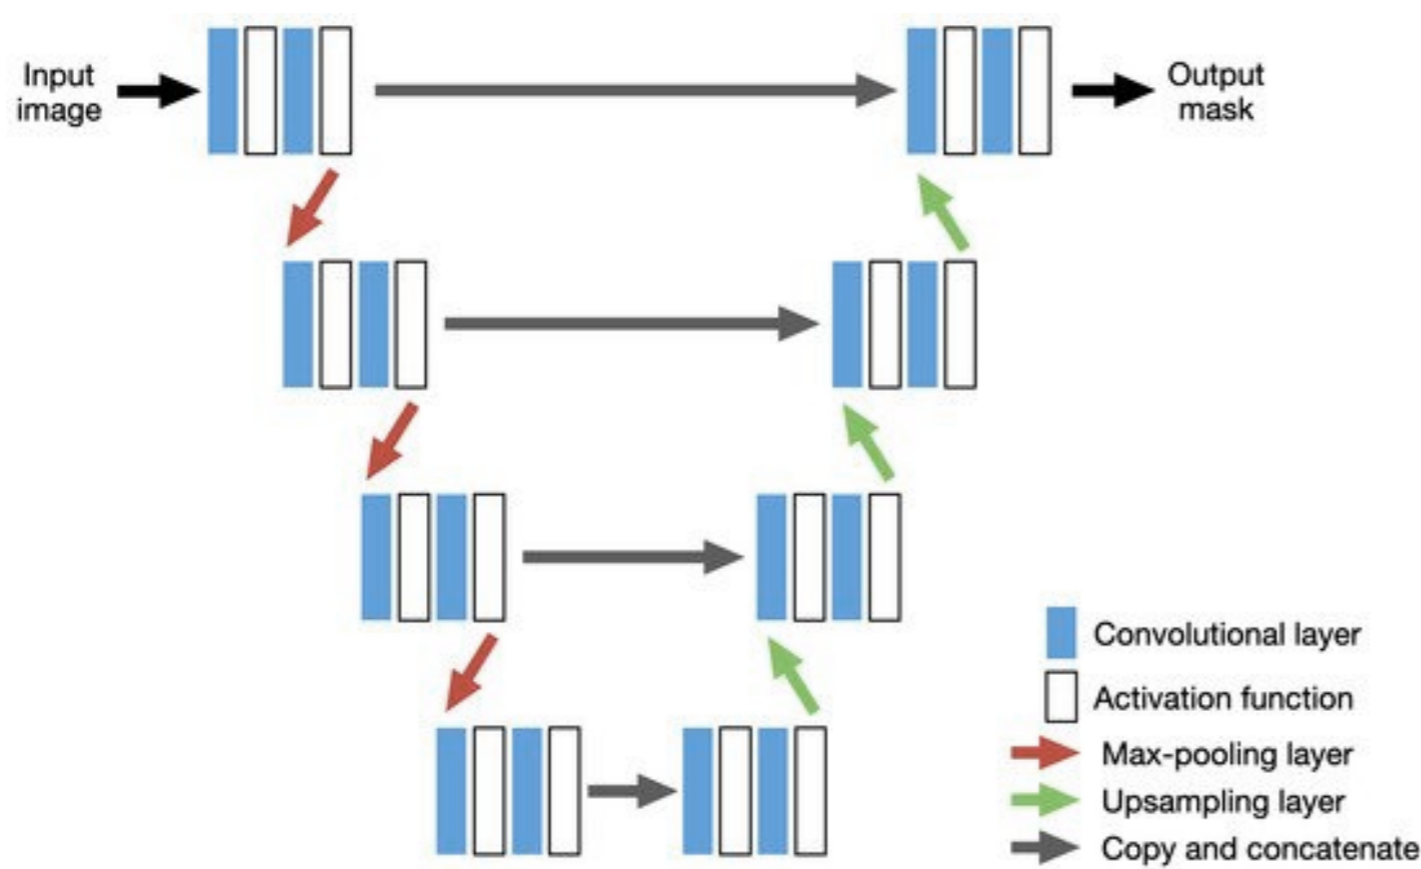 Input
image
Output
mask
Convolutional layer
Activation function
Max-pooling layer
Upsampling layer
Copy and concatenate